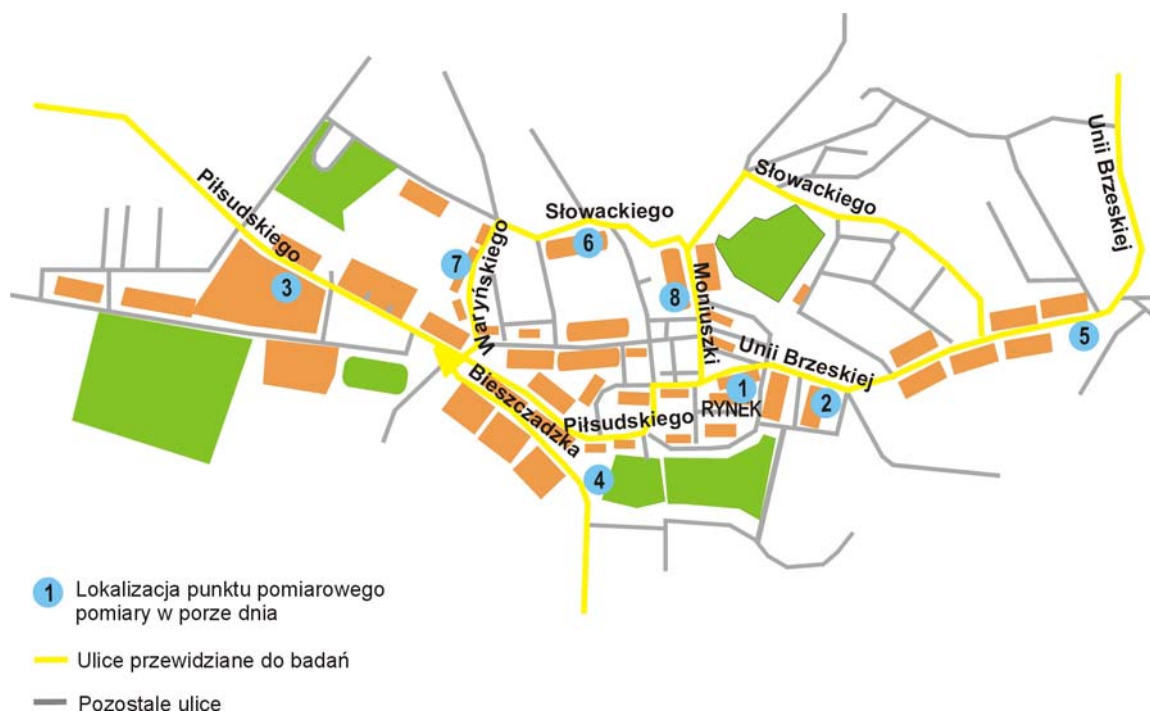 Unii Brzeskiej
Słowackiego
Piłsudskiego
Słowackiego
6
7
Waryńskiego
3
8
Moniuszki
5
Unii Brzeskiej
Bieszczadzka
1
2
RYNEK
Piłsudskiego
4
1 Lokalizacja punktu pomiarowego
pomiary w porze dnia
Ulice przewidziane do badań
Pozostałe ulice